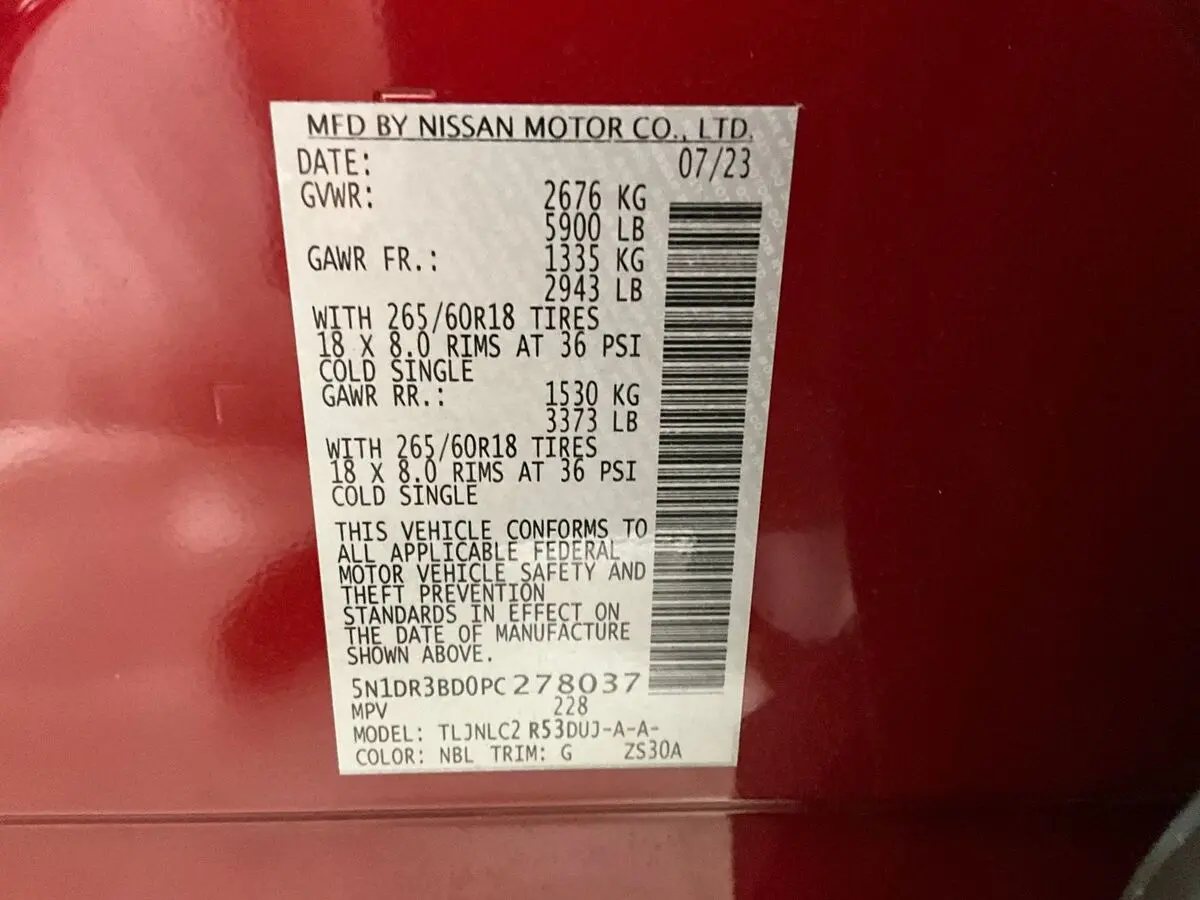 MFD BY NISSAN MOTOR CO., LTD.
DATE: 07/23
GVWR: 2676 KG
5900 LB
GAWR FR.: 1335 KG
2943 LB
WITH 265/60R18 TIRES
18 X 8.0 RIMS AT 36 PSI
COLD SINGLE
GAWR RR.: 1530 KG
3373 LB
WITH 265/60R18 TIRES
18 X 8.0 RIMS AT 36 PSI
COLD SINGLE
THIS VEHICLE CONFORMS TO
ALL APPLICABLE FEDERAL
MOTOR VEHICLE SAFETY AND
THEFT PREVENTION
STANDARDS IN EFFECT ON
THE DATE OF MANUFACTURE
SHOWN ABOVE.
5N1DR3BD0PC278037
MPV 228
MODEL: TLJNLC2 R53DUJ-A-A-
COLOR: NBL TRIM: G ZS30A